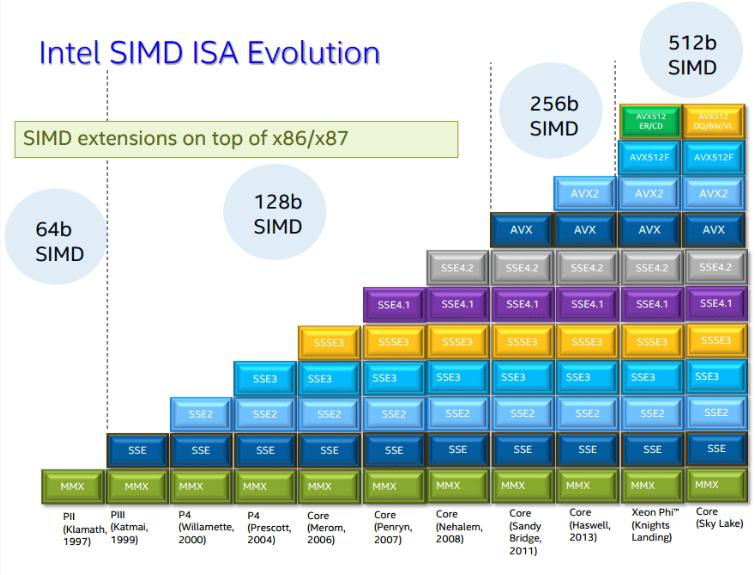 Intel SIMD ISA Evolution
512b
SIMD
256b
SIMD
SIMD extensions on top of x86/x87
128b
SIMD
64b
SIMD
AVX512 ER/CD AVX512 DQ/BW/VL
AVX512F AVX512F
AVX2 AVX2 AVX2
AVX AVX AVX AVX
SSE4.2 SSE4.2 SSE4.2 SSE4.2 SSE4.2
SSE4.1 SSE4.1 SSE4.1 SSE4.1 SSE4.1 SSE4.1
SSSE3 SSSE3 SSSE3 SSSE3 SSSE3 SSSE3 SSSE3
SSE3 SSE3 SSE3 SSE3 SSE3 SSE3 SSE3 SSE3
SSE2 SSE2 SSE2 SSE2 SSE2 SSE2 SSE2 SSE2 SSE2
SSE SSE SSE SSE SSE SSE SSE SSE SSE SSE
MMX MMX MMX MMX MMX MMX MMX MMX MMX MMX MMX
PII
(Klamath,
1997)
PIII
(Katmai,
1999)
P4
(Willamette,
2000)
P4
(Prescott,
2004)
Core
(Merom,
2006)
Core
(Penryn,
2007)
Core
(Nehalem,
2008)
Core
(Sandy
Bridge,
2011)
Core
(Haswell,
2013)
Xeon Phi™
(Knights
Landing)
Core
(Sky Lake)